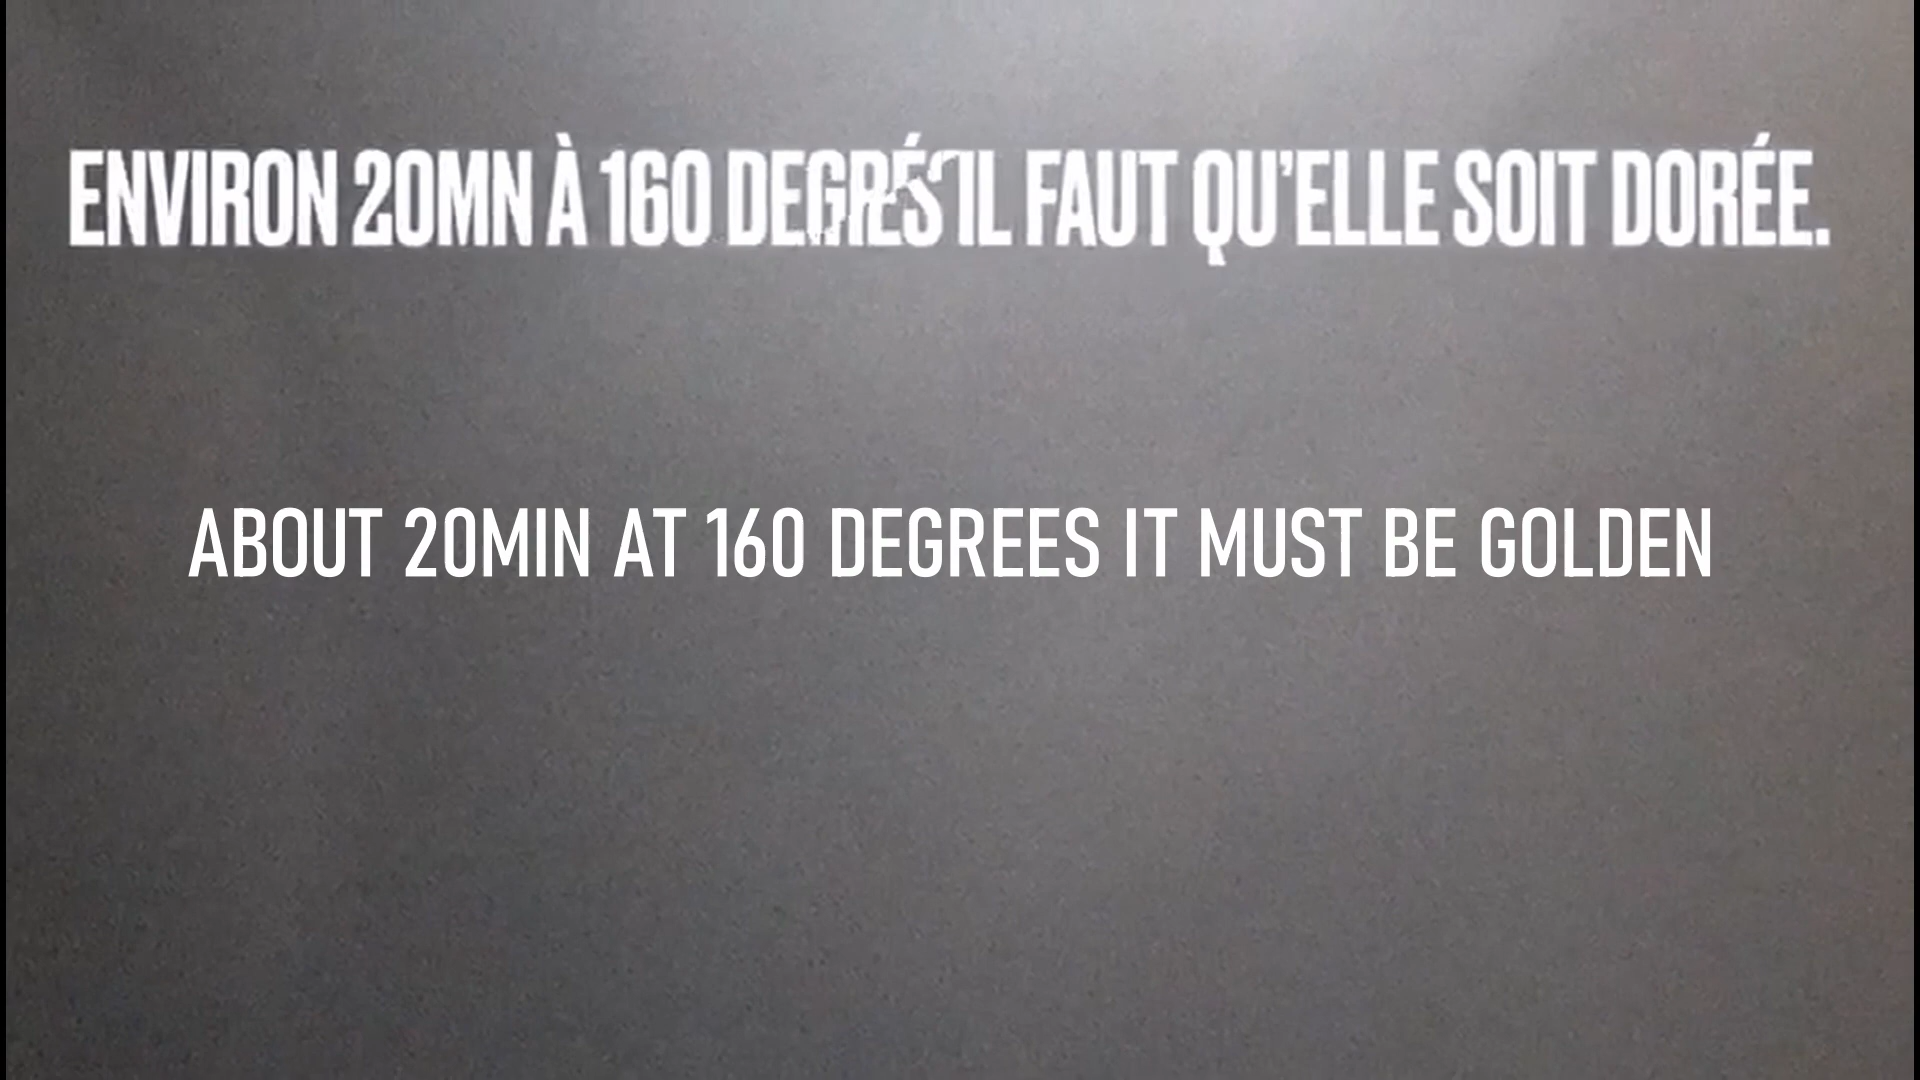 ENVIRON 20MN À 160 DEGRÉS IL FAUT QU'ELLE SOIT DORÉE.
ABOUT 20MIN AT 160 DEGREES IT MUST BE GOLDEN